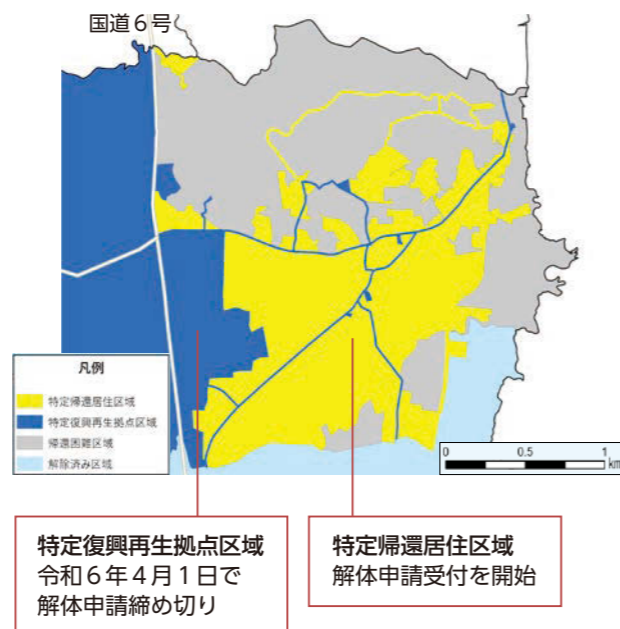 国道６号
凡例
特定帰還居住区域
特定復興再生拠点区域
帰還困難区域
解除済み区域
0 0.5 1
km
特定復興再生拠点区域
令和６年４月１日で
解体申請締め切り
特定帰還居住区域
解体申請受付を開始